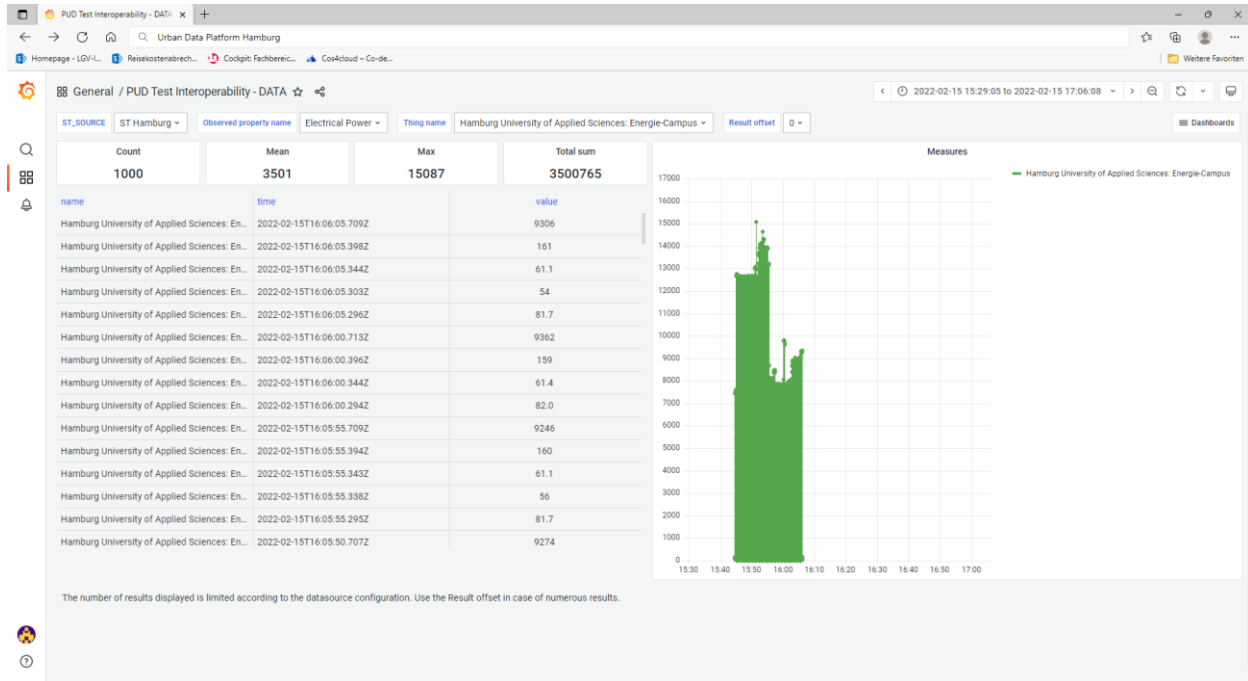 PUD Test Interoperability - DATA
Urban Data Platform Hamburg
Homepage - LGV-I... Reisekostenabrech... Cockpit: Fachbereic... Cos4cloud – Co-de... Weitere Favoriten
General / PUD Test Interoperability - DATA 2022-02-15 15:29:05 to 2022-02-15 17:06:08
ST_SOURCE ST Hamburg Observed property name Electrical Power Thing name Hamburg University of Applied Sciences: Energie-Campus Result offset 0 Dashboards
Count Mean Max Total sum
1000 3501 15087 3500765
name time value
Hamburg University of Applied Sciences: En... 2022-02-15T16:06:05.709Z 9306
Hamburg University of Applied Sciences: En... 2022-02-15T16:06:05.398Z 161
Hamburg University of Applied Sciences: En... 2022-02-15T16:06:05.344Z 61.1
Hamburg University of Applied Sciences: En... 2022-02-15T16:06:05.303Z 54
Hamburg University of Applied Sciences: En... 2022-02-15T16:06:05.296Z 81.7
Hamburg University of Applied Sciences: En... 2022-02-15T16:06:00.713Z 9362
Hamburg University of Applied Sciences: En... 2022-02-15T16:06:00.396Z 159
Hamburg University of Applied Sciences: En... 2022-02-15T16:06:00.344Z 61.4
Hamburg University of Applied Sciences: En... 2022-02-15T16:06:00.294Z 82.0
Hamburg University of Applied Sciences: En... 2022-02-15T16:05:55.709Z 9246
Hamburg University of Applied Sciences: En... 2022-02-15T16:05:55.394Z 160
Hamburg University of Applied Sciences: En... 2022-02-15T16:05:55.343Z 61.1
Hamburg University of Applied Sciences: En... 2022-02-15T16:05:55.338Z 56
Hamburg University of Applied Sciences: En... 2022-02-15T16:05:55.295Z 81.7
Hamburg University of Applied Sciences: En... 2022-02-15T16:05:50.707Z 9274
The number of results displayed is limited according to the datasource configuration. Use the Result offset in case of numerous results.
Measures
Hamburg University of Applied Sciences: Energie-Campus
17000
16000
15000
14000
13000
12000
11000
10000
9000
8000
7000
6000
5000
4000
3000
2000
1000
0
15:30 15:40 15:50 16:00 16:10 16:20 16:30 16:40 16:50 17:00